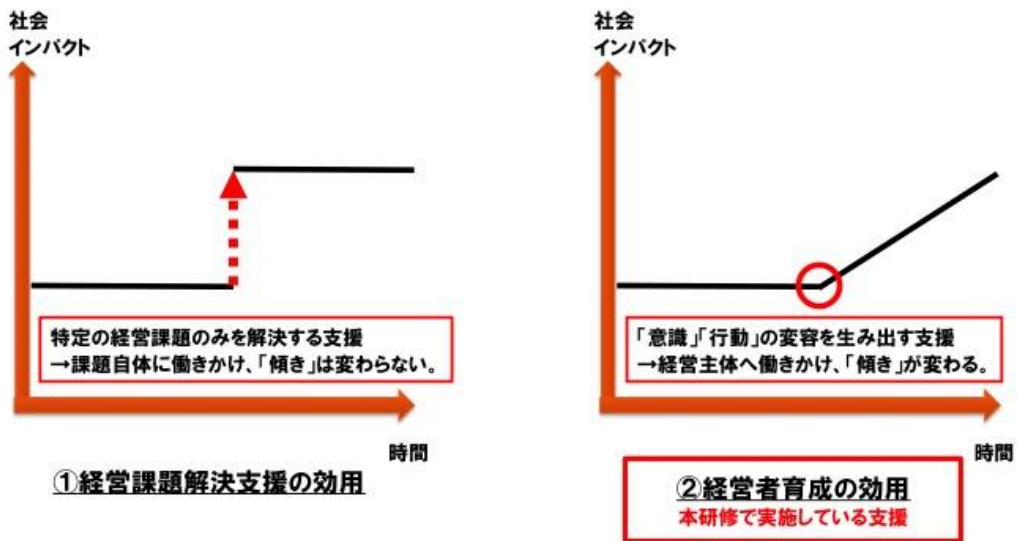 社会
インパクト
特定の経営課題のみを解決する支援
→課題自体に働きかけ、「傾き」は変わらない。
時間
①経営課題解決支援の効用
社会
インパクト
「意識」「行動」の変容を生み出す支援
→経営主体へ働きかけ、「傾き」が変わる。
時間
②経営者育成の効用
本研修で実施している支援